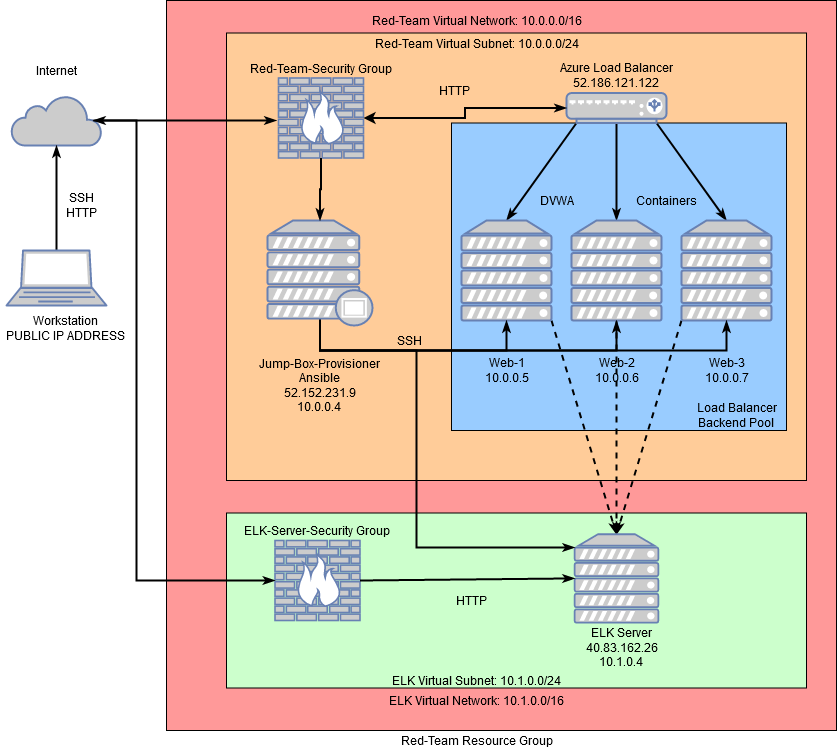 Red-Team Virtual Network: 10.0.0.0/16
Red-Team Virtual Subnet: 10.0.0.0/24
Internet
Red-Team-Security Group
Azure Load Balancer
52.186.121.122
HTTP
SSH
HTTP
DVWA
Containers
Workstation
PUBLIC IP ADDRESS
SSH
Jump-Box-Provisioner
Ansible
52.152.231.9
10.0.0.4
Web-1
10.0.0.5
Web-2
10.0.0.6
Web-3
10.0.0.7
Load Balancer
Backend Pool
ELK-Server-Security Group
HTTP
ELK Server
40.83.162.26
10.1.0.4
ELK Virtual Subnet: 10.1.0.0/24
ELK Virtual Network: 10.1.0.0/16
Red-Team Resource Group